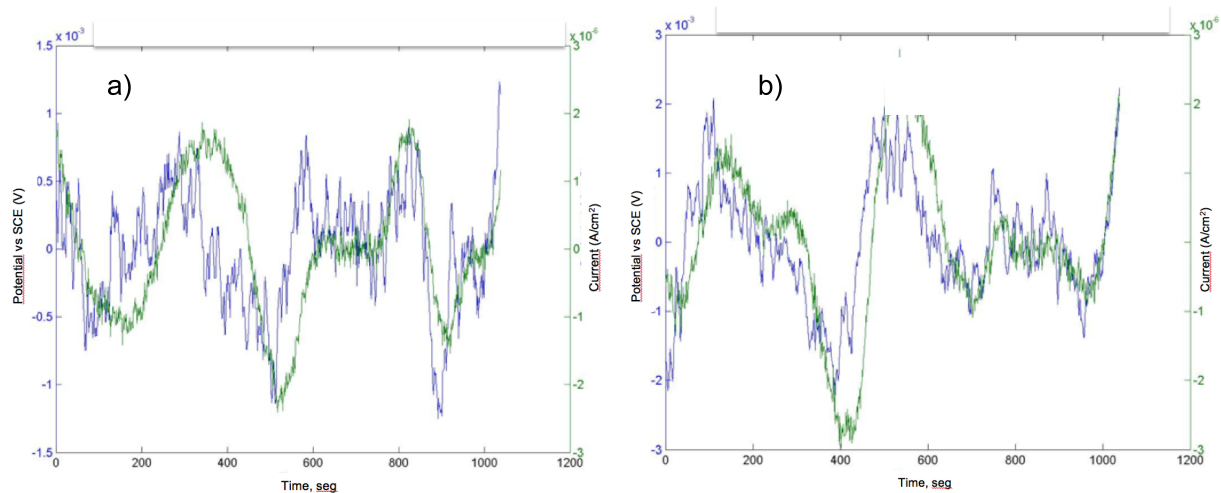 x 10⁻³
x10⁻⁶
1.5
1
0.5
0
-0.5
-1
-1.5
3
2
1
0
-1
-2
-3
a)
Potential vs SCE (V)
Current (A/cm²)
0 200 400 600 800 1000 1200
Time, seg
x 10⁻³
x10⁻⁶
3
2
1
0
-1
-2
-3
3
2
1
0
-1
-2
-3
b)
Potential vs SCE (V)
Current (A/cm²)
0 200 400 600 800 1000 1200
Time, seg